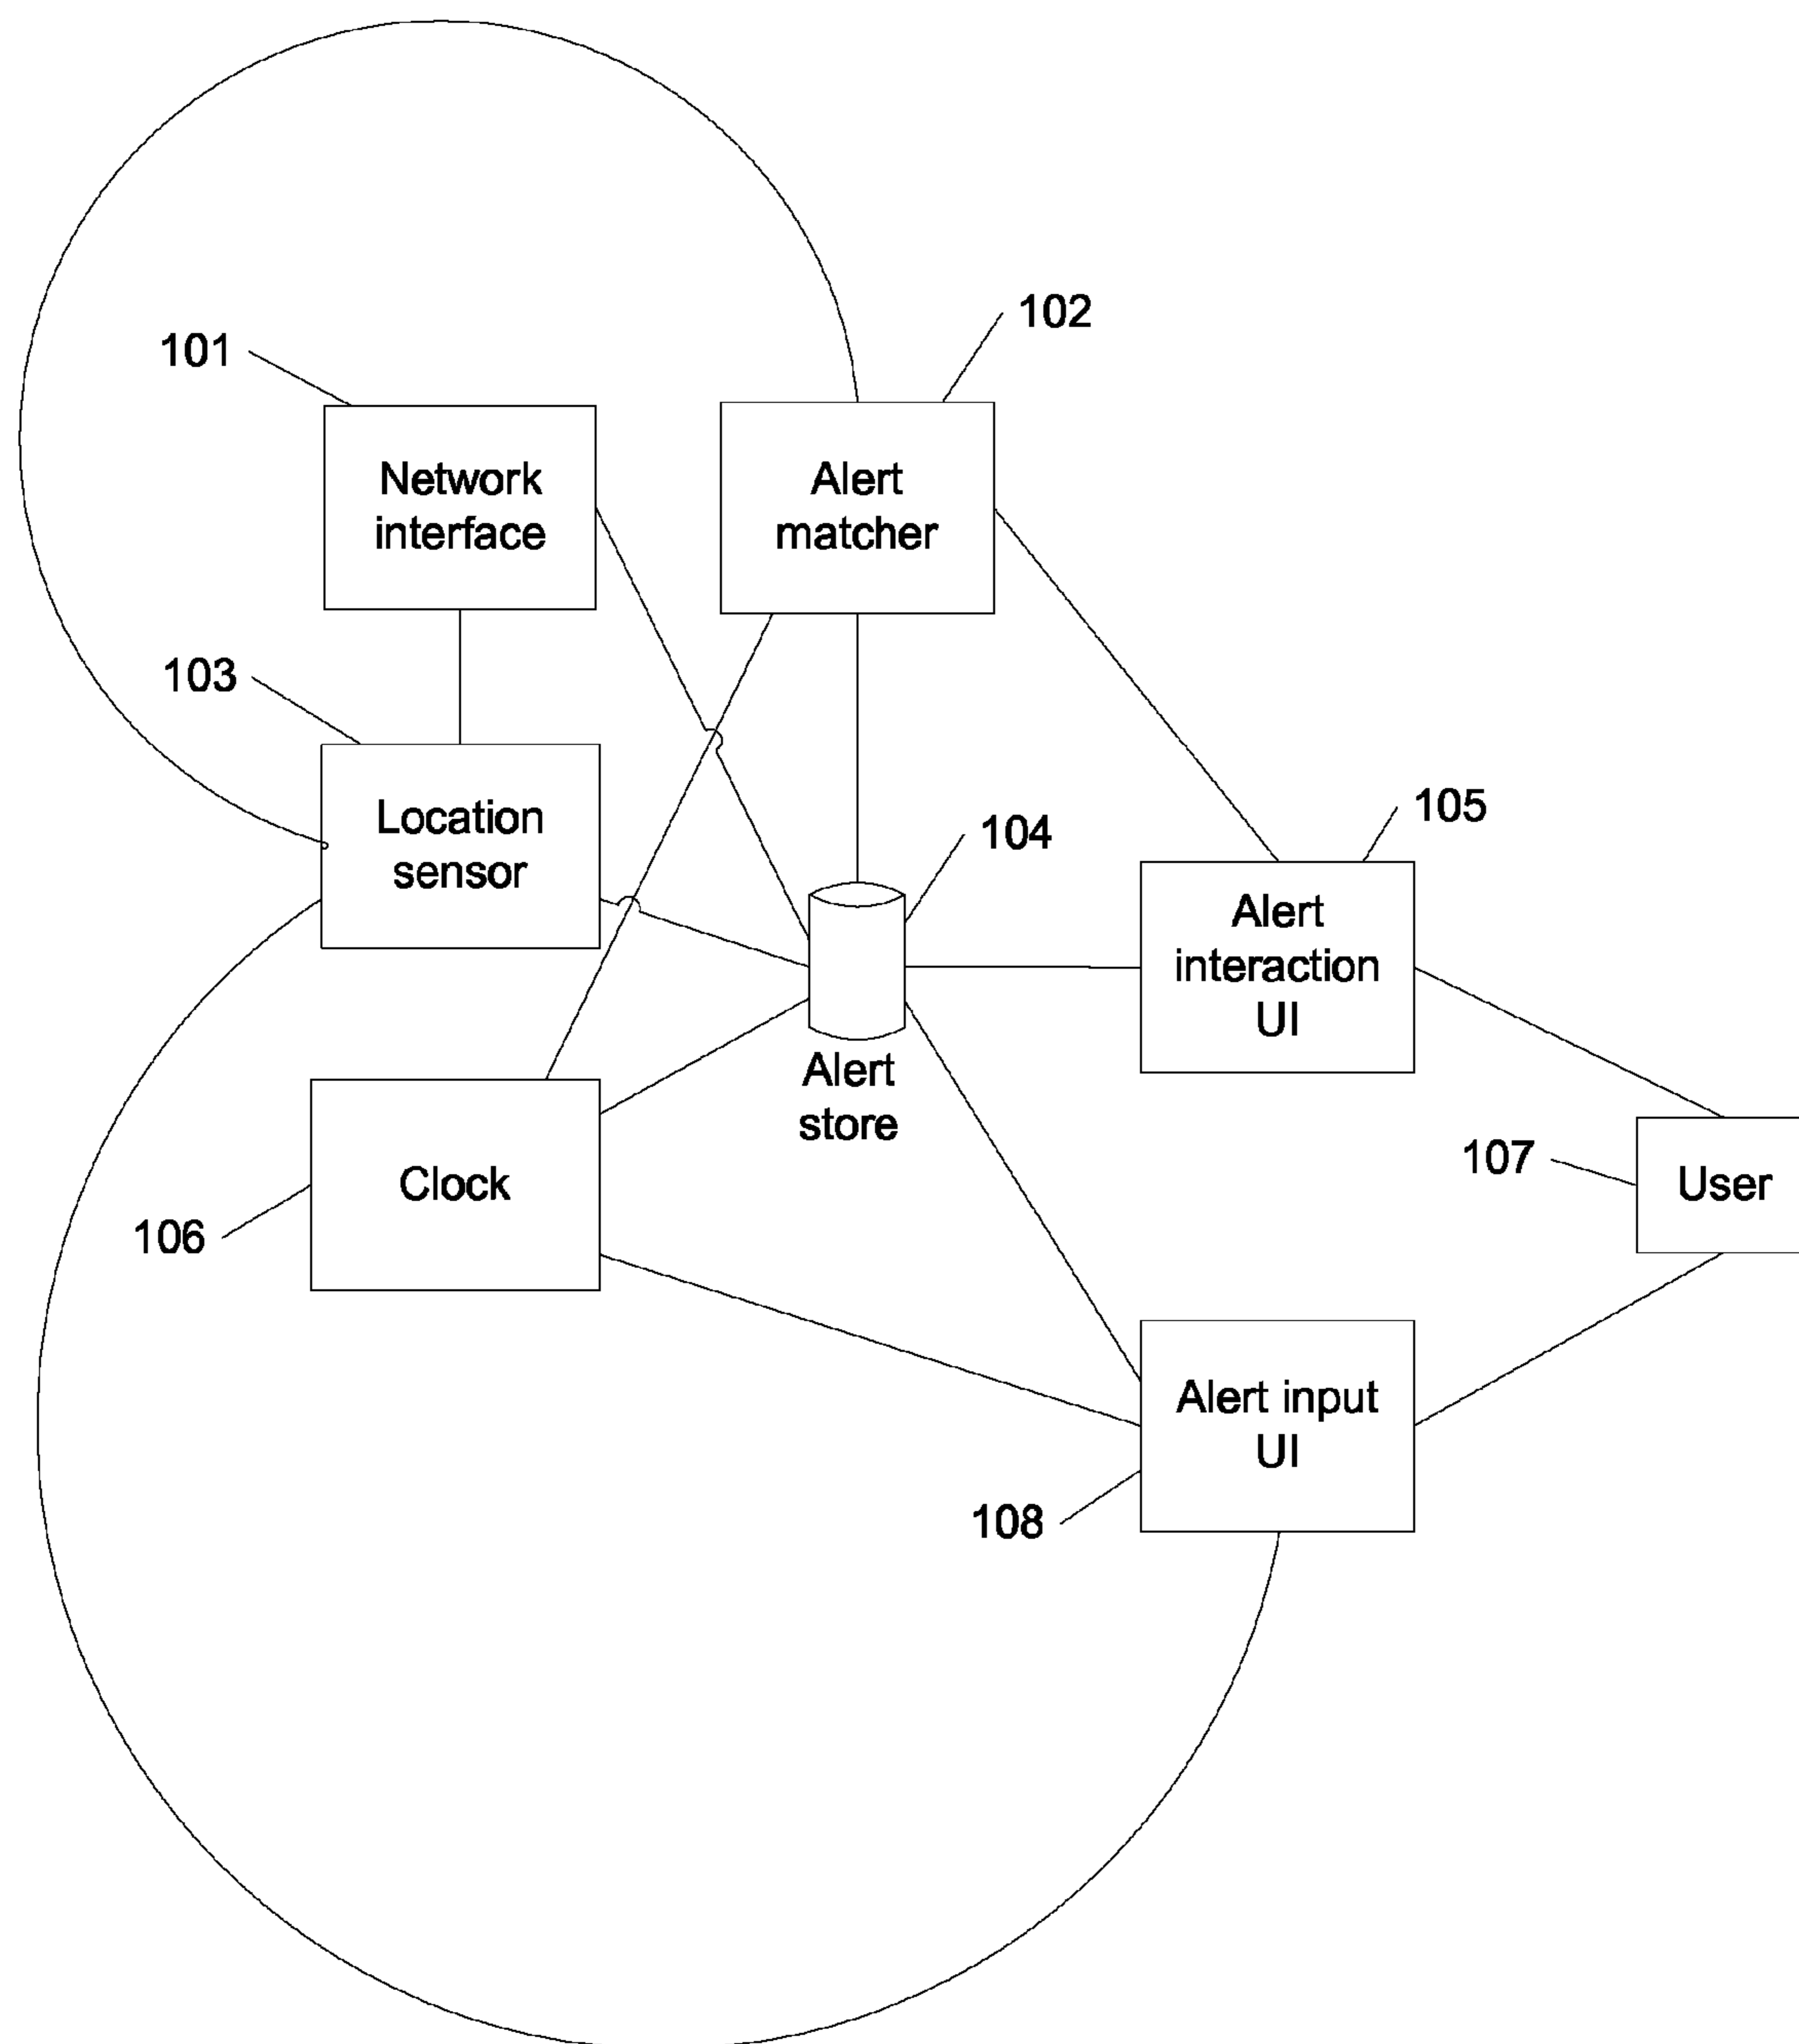 102
101
Network
interface
Alert
matcher
103
Location
sensor
104
105
Alert
interaction
UI
Alert
store
Clock
106
107
User
Alert input
UI
108